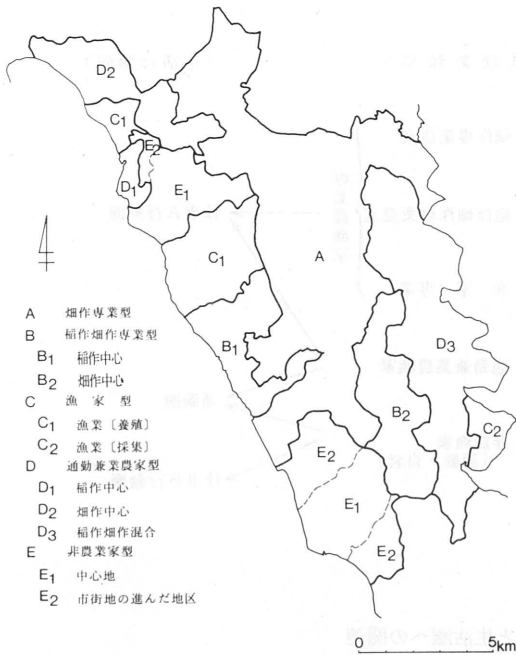 D2
C1
E2
D1
E1
C1
A
B1
D3
B2
C2
E2
E1
E2
A 畑作専業型
B 稲作畑作専業型
B1 稲作中心
B2 畑作中心
C 漁家型
C1 漁業〔養殖〕
C2 漁業〔採集〕
D 通勤兼業農家型
D1 稲作中心
D2 畑作中心
D3 稲作畑作混合
E 非農業家型
E1 中心地
E2 市街地の進んだ地区
0 5km